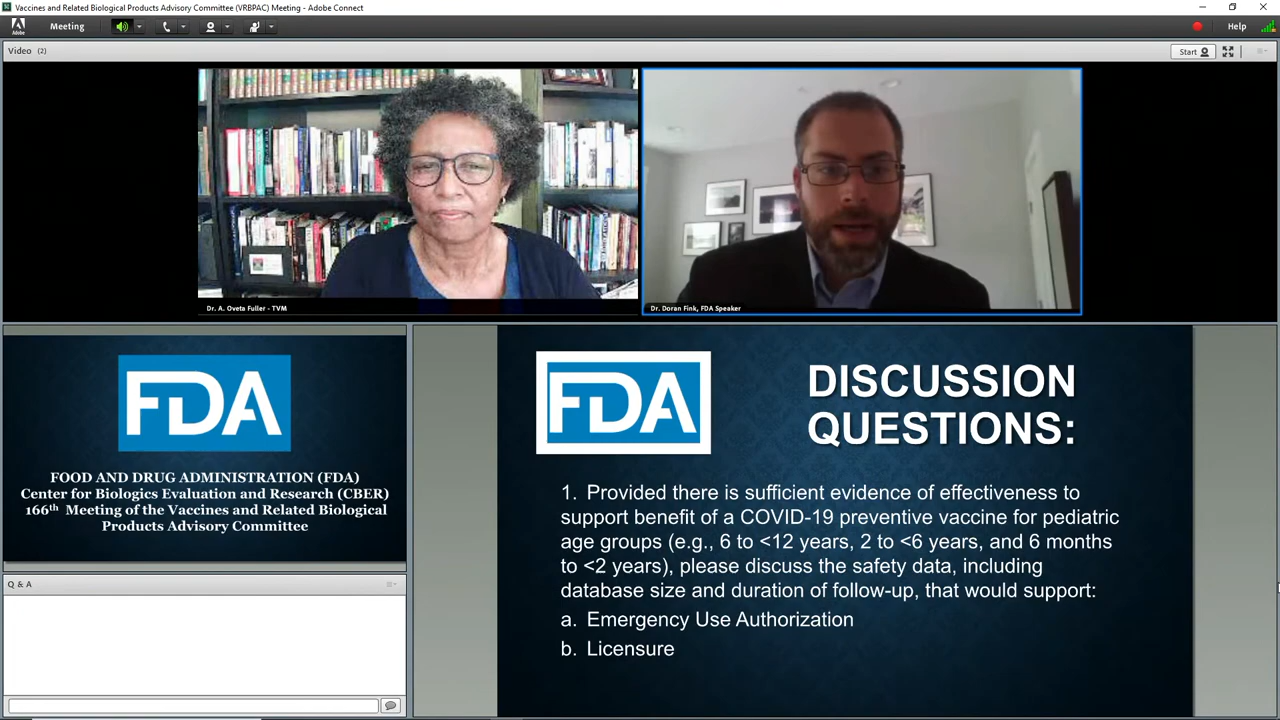 Vaccines and Related Biological Products Advisory Committee (VRBPAC) Meeting - Adobe Connect
Meeting
Help
Video (2)
Start
Dr. A. Oveta Fuller - TVM
Dr. Doran Fink, FDA Speaker
FDA
FOOD AND DRUG ADMINISTRATION (FDA)
Center for Biologics Evaluation and Research (CBER)
166th Meeting of the Vaccines and Related Biological
Products Advisory Committee
Q & A
FDA
DISCUSSION
QUESTIONS:
1. Provided there is sufficient evidence of effectiveness to
support benefit of a COVID-19 preventive vaccine for pediatric
age groups (e.g., 6 to <12 years, 2 to <6 years, and 6 months
to <2 years), please discuss the safety data, including
database size and duration of follow-up, that would support:
a. Emergency Use Authorization
b. Licensure